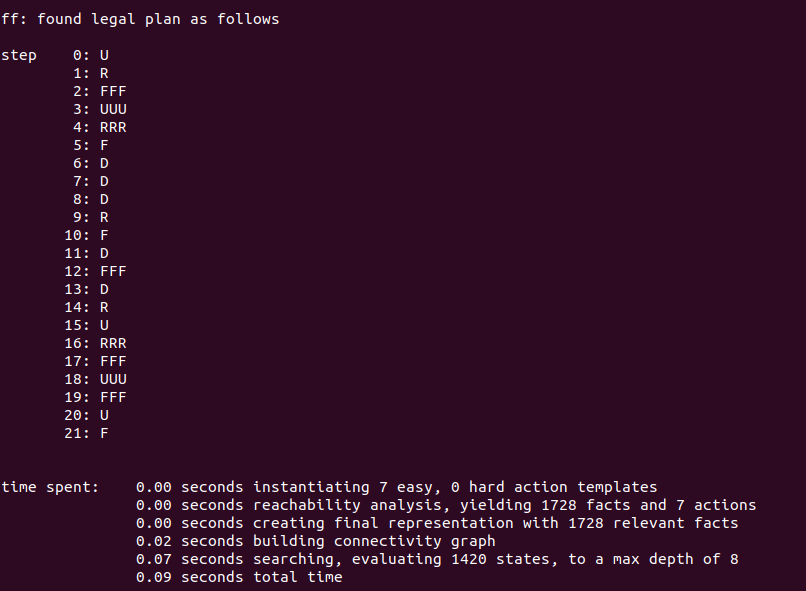 ff: found legal plan as follows
step    0: U
        1: R
        2: FFF
        3: UUU
        4: RRR
        5: F
        6: D
        7: D
        8: D
        9: R
       10: F
       11: D
       12: FFF
       13: D
       14: R
       15: U
       16: RRR
       17: FFF
       18: UUU
       19: FFF
       20: U
       21: F
time spent:    0.00 seconds instantiating 7 easy, 0 hard action templates
               0.00 seconds reachability analysis, yielding 1728 facts and 7 actions
               0.00 seconds creating final representation with 1728 relevant facts
               0.02 seconds building connectivity graph
               0.07 seconds searching, evaluating 1420 states, to a max depth of 8
               0.09 seconds total time